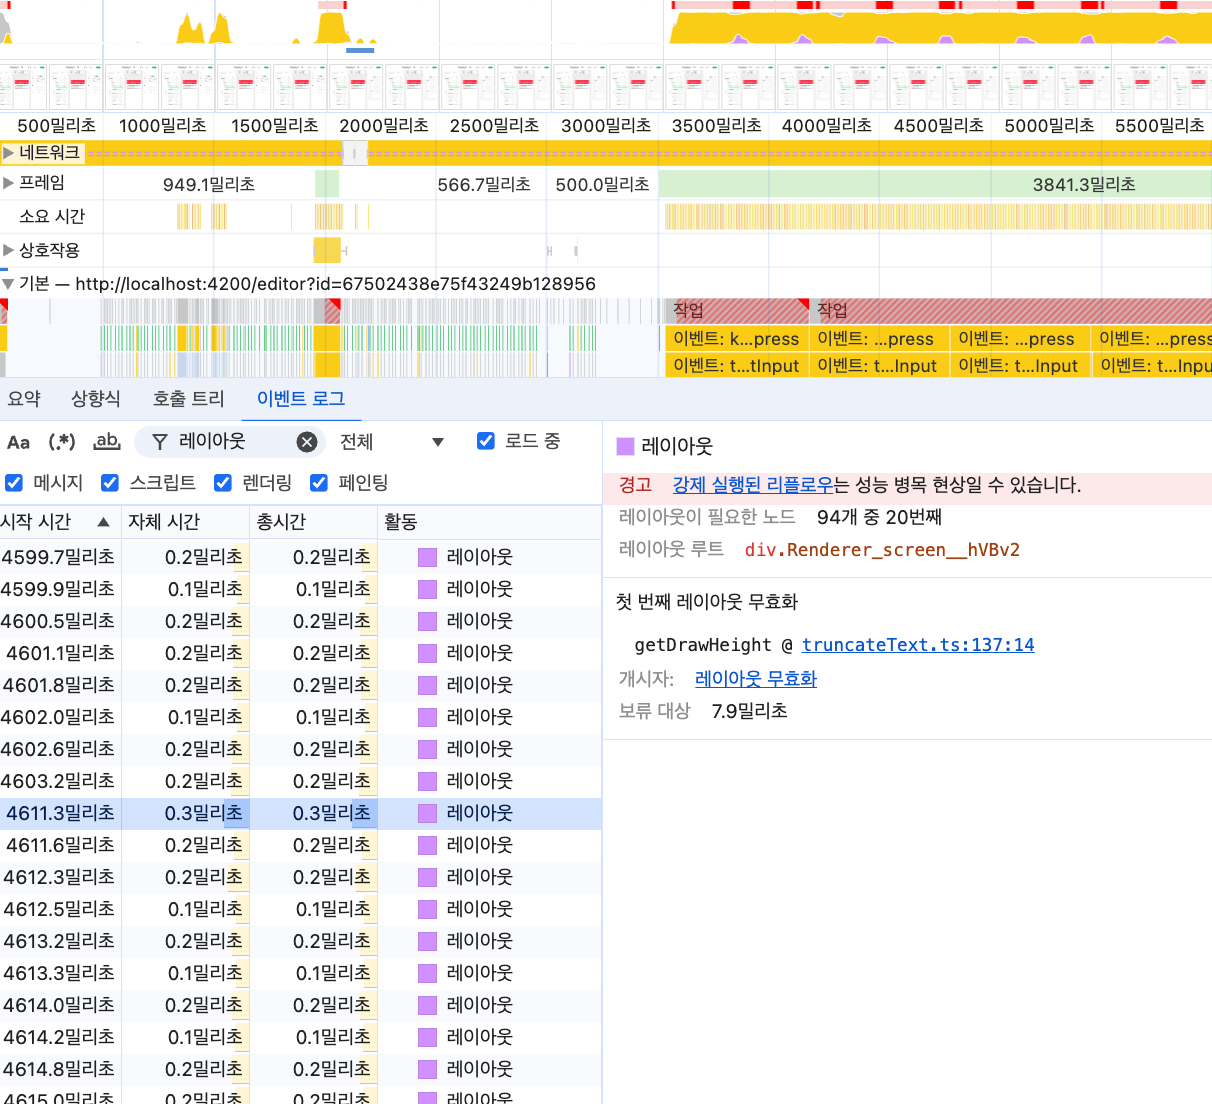 500밀리초 1000밀리초 1500밀리초 2000밀리초 2500밀리초 3000밀리초 3500밀리초 4000밀리초 4500밀리초 5000밀리초 5500밀리초
네트워크
프레임 949.1밀리초 566.7밀리초 500.0밀리초 3841.3밀리초
소요 시간
상호작용
기본 — http://localhost:4200/editor?id=67502438e75f43249b128956
작업 작업
이벤트: k...press 이벤트: ...press 이벤트: ...press 이벤트: ...press
이벤트: t...tInput 이벤트: t...Input 이벤트: t...Input 이벤트: t...Inpu
요약 상향식 호출 트리 이벤트 로그
Aa (.*) ab 레이아웃 전체 로드 중
메시지 스크립트 렌더링 페인팅
시작 시간 자체 시간 총시간 활동
4599.7밀리초 0.2밀리초 0.2밀리초 레이아웃
4599.9밀리초 0.1밀리초 0.1밀리초 레이아웃
4600.5밀리초 0.2밀리초 0.2밀리초 레이아웃
4601.1밀리초 0.2밀리초 0.2밀리초 레이아웃
4601.8밀리초 0.2밀리초 0.2밀리초 레이아웃
4602.0밀리초 0.1밀리초 0.1밀리초 레이아웃
4602.6밀리초 0.2밀리초 0.2밀리초 레이아웃
4603.2밀리초 0.2밀리초 0.2밀리초 레이아웃
4611.3밀리초 0.3밀리초 0.3밀리초 레이아웃
4611.6밀리초 0.2밀리초 0.2밀리초 레이아웃
4612.3밀리초 0.2밀리초 0.2밀리초 레이아웃
4612.5밀리초 0.1밀리초 0.1밀리초 레이아웃
4613.2밀리초 0.2밀리초 0.2밀리초 레이아웃
4613.3밀리초 0.1밀리초 0.1밀리초 레이아웃
4614.0밀리초 0.2밀리초 0.2밀리초 레이아웃
4614.2밀리초 0.1밀리초 0.1밀리초 레이아웃
4614.8밀리초 0.2밀리초 0.2밀리초 레이아웃
4615.0밀리초 0.2밀리초 0.2밀리초 레이아웃
레이아웃
경고 강제 실행된 리플로우는 성능 병목 현상일 수 있습니다.
레이아웃이 필요한 노드 94개 중 20번째
레이아웃 루트 div.Renderer_screen__hVBv2
첫 번째 레이아웃 무효화
getDrawHeight @ truncateText.ts:137:14
개시자: 레이아웃 무효화
보류 대상 7.9밀리초